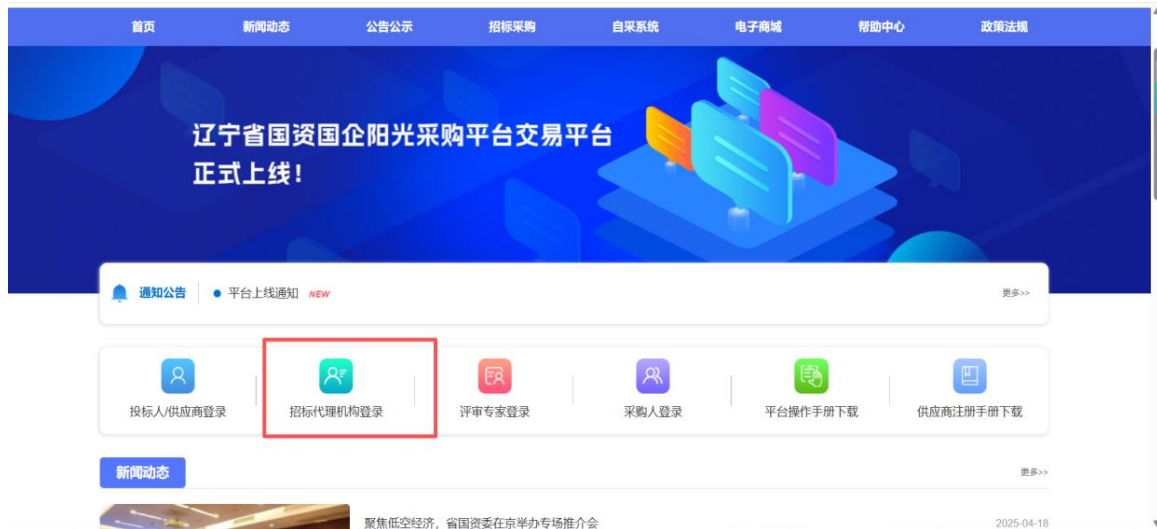 首页 新闻动态 公告公示 招标采购 自采系统 电子商城 帮助中心 政策法规
辽宁省国资国企阳光采购平台交易平台
正式上线!
通知公告 平台上线通知 NEW 更多>>
投标人/供应商登录 招标代理机构登录 评审专家登录 采购人登录 平台操作手册下载 供应商注册手册下载
新闻动态 更多>>
聚焦低空经济，省国资委在京举办专场推介会 2025-04-18